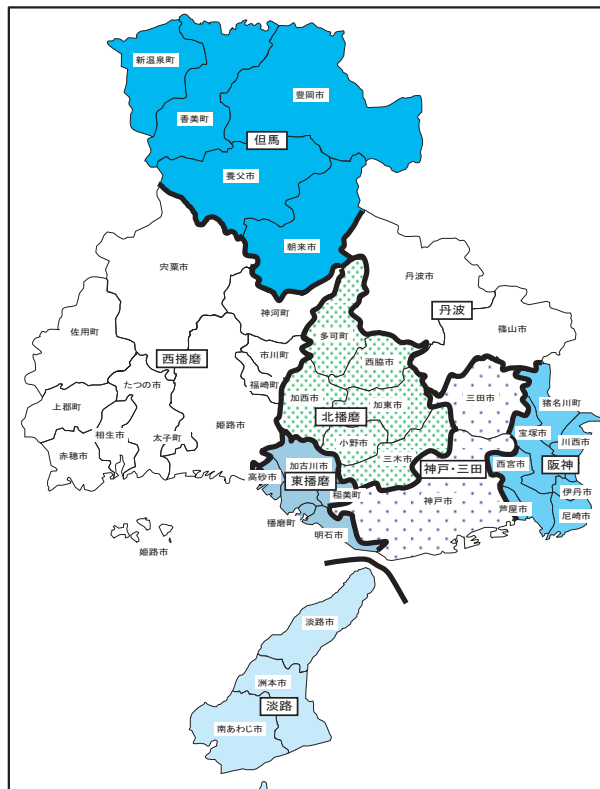 新温泉町
豊岡市
香美町
但馬
養父市
朝来市
宍粟市
丹波市
神河町
丹波
佐用町
篠山市
多可町
市川町
西脇市
西播磨
たつの市
福崎町
加西市
加東市
三田市
猪名川町
上郡町
北播磨
宝塚市
相生市
太子町
姫路市
小野市
川西市
赤穂市
三木市
加古川市
神戸・三田
西宮市
阪神
高砂市
東播磨
稲美町
神戸市
伊丹市
芦屋市
播磨町
尼崎市
明石市
姫路市
淡路市
洲本市
淡路
南あわじ市